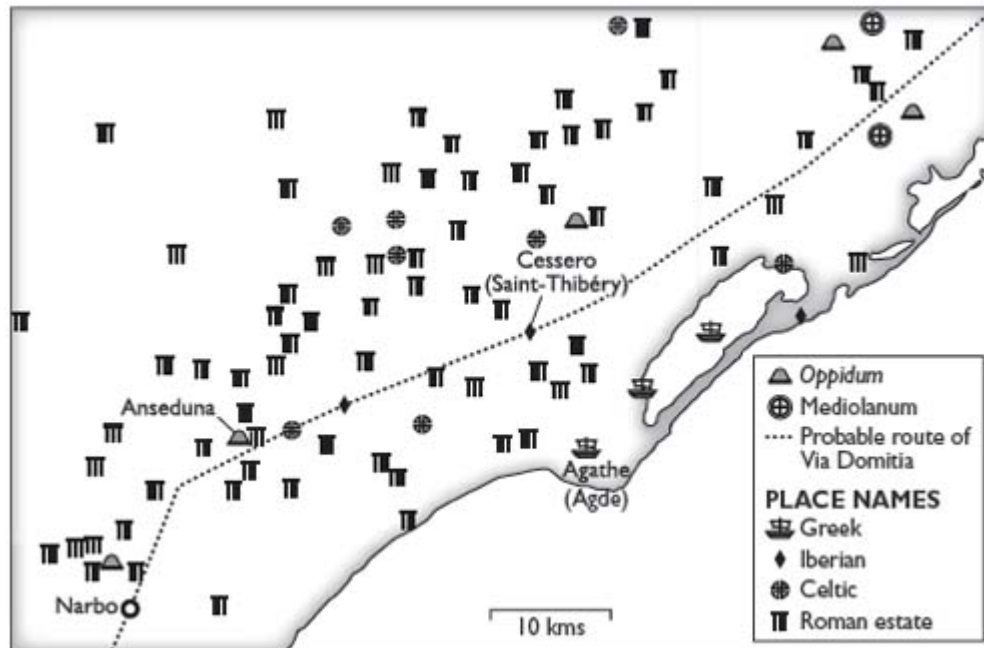 Cessero
(Saint-Thibéry)
Anseduna
Agathe
(Agde)
Narbo
10 kms
Oppidum
Mediolanum
Probable route of
Via Domitia
PLACE NAMES
Greek
Iberian
Celtic
Roman estate